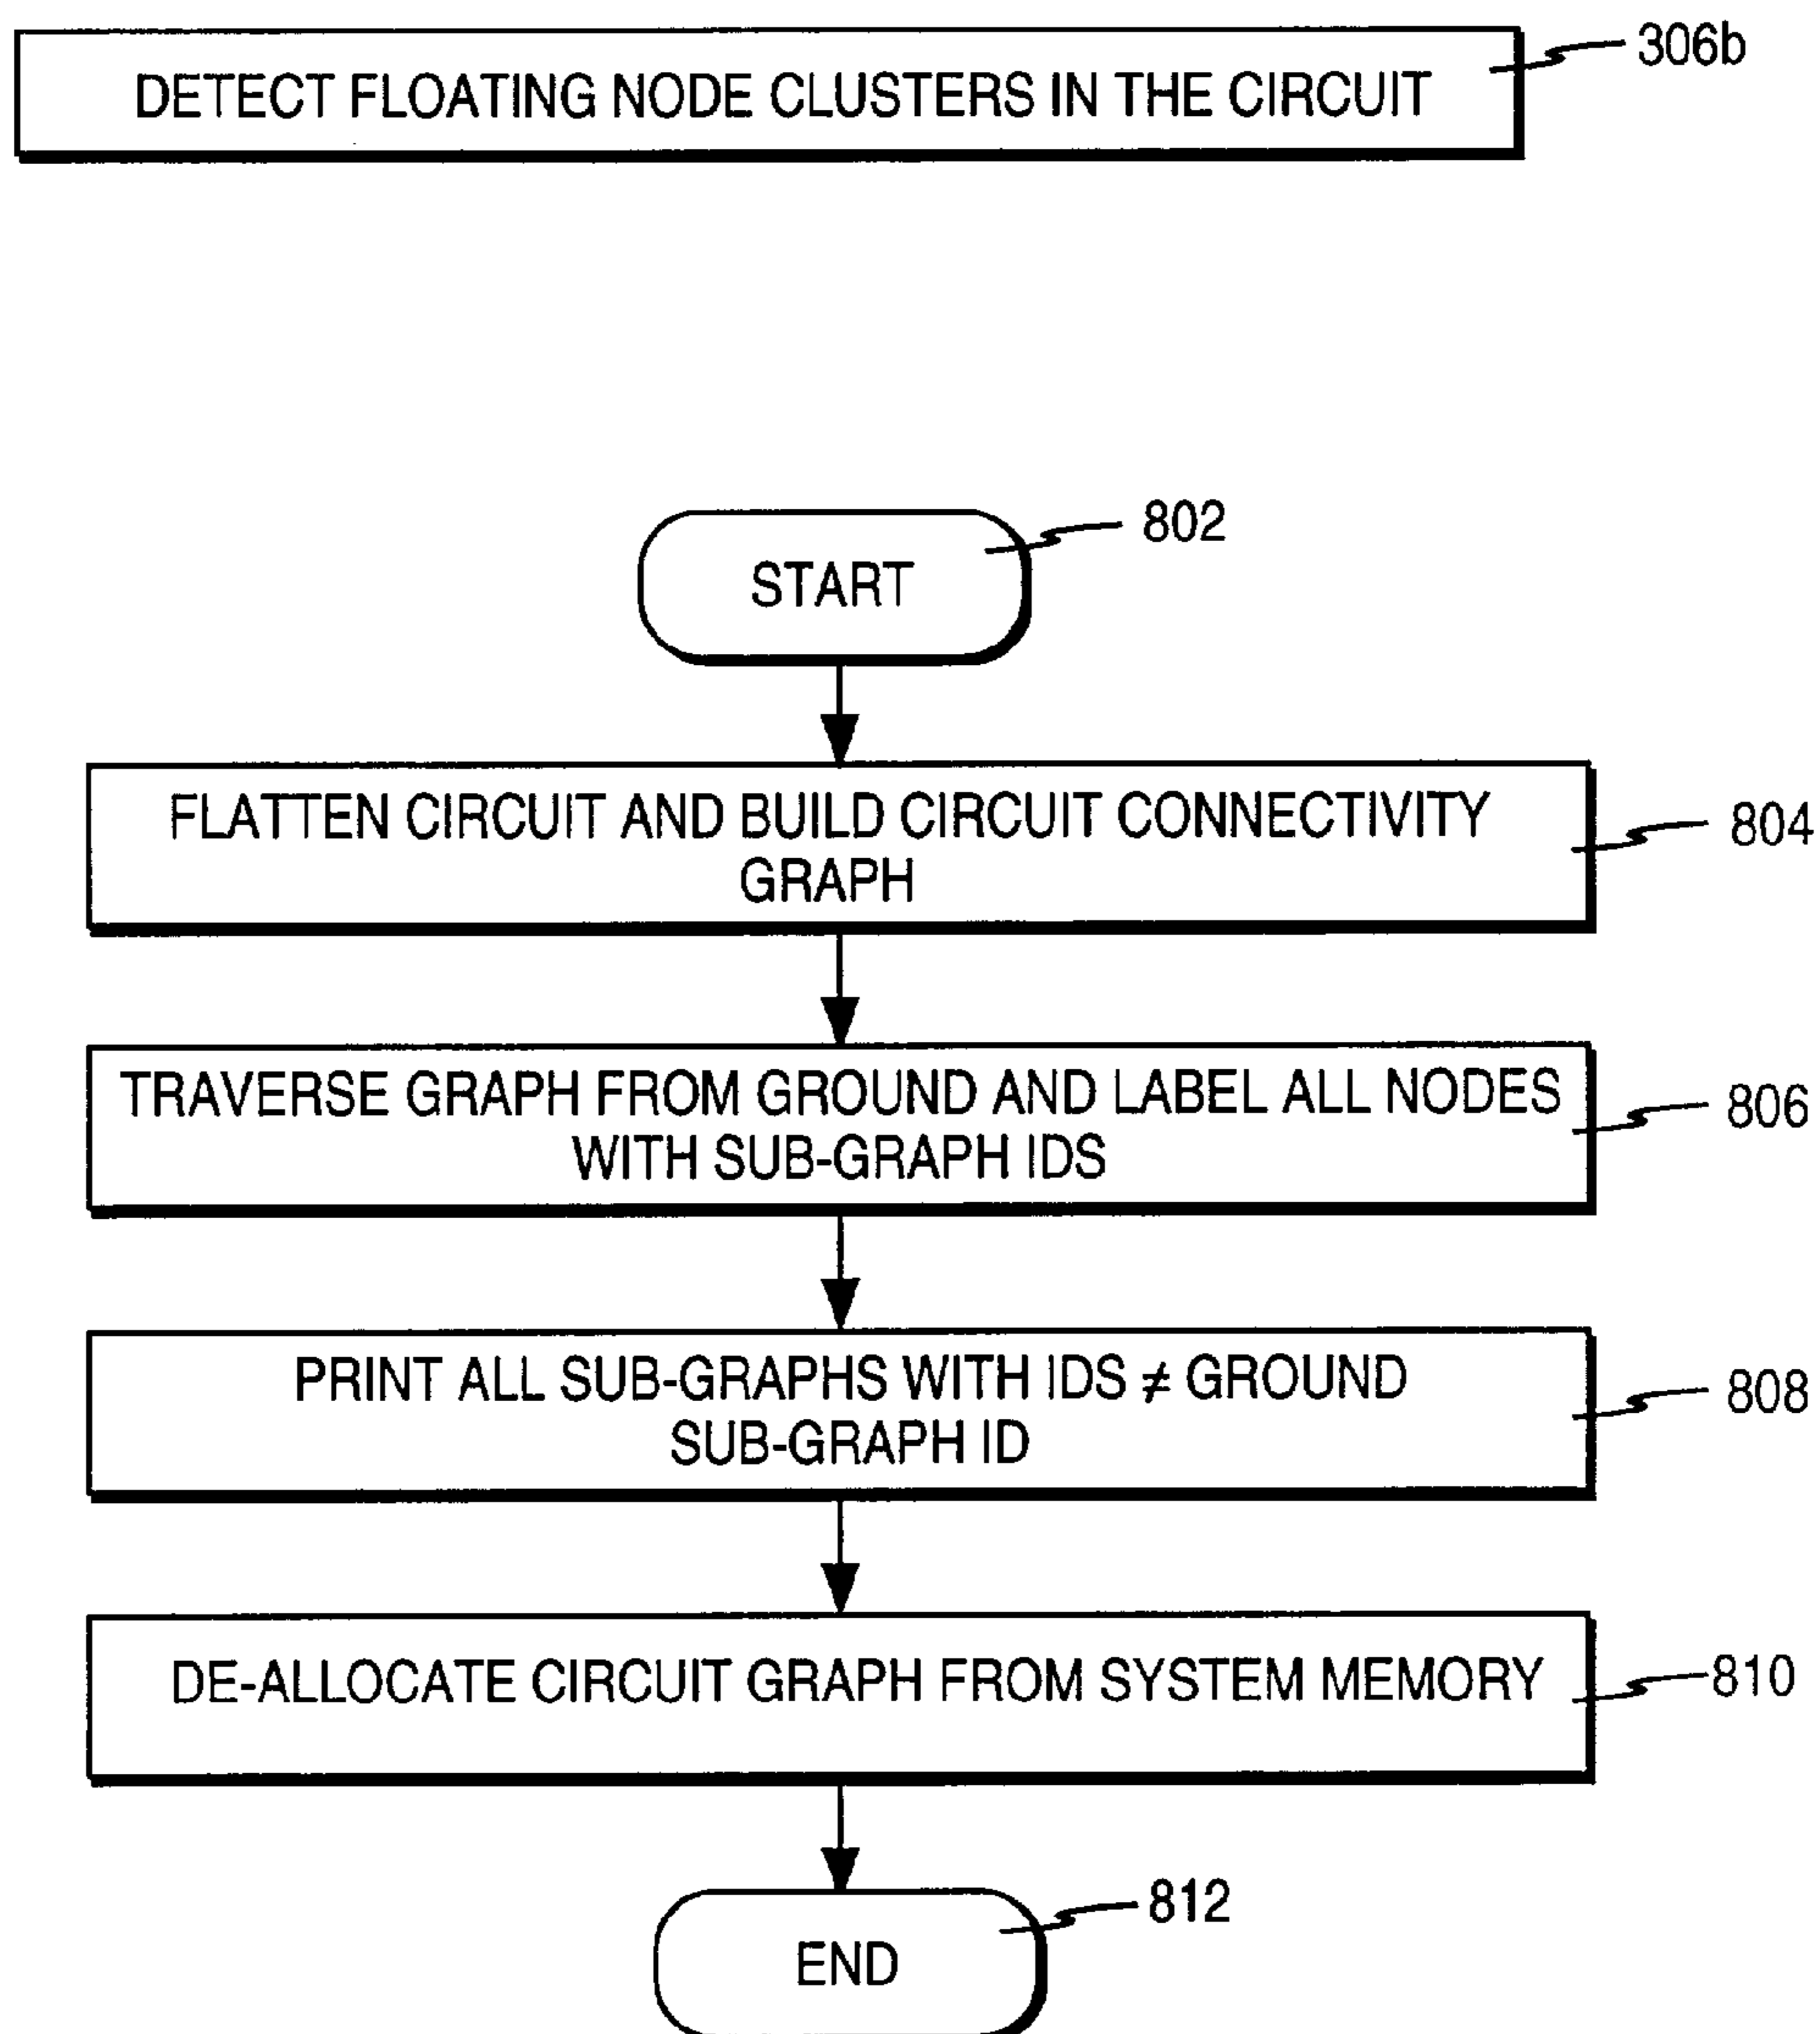 DETECT FLOATING NODE CLUSTERS IN THE CIRCUIT
306b
START
802
FLATTEN CIRCUIT AND BUILD CIRCUIT CONNECTIVITY
GRAPH
804
TRAVERSE GRAPH FROM GROUND AND LABEL ALL NODES
WITH SUB-GRAPH IDS
806
PRINT ALL SUB-GRAPHS WITH IDS ≠ GROUND
SUB-GRAPH ID
808
DE-ALLOCATE CIRCUIT GRAPH FROM SYSTEM MEMORY
810
END
812